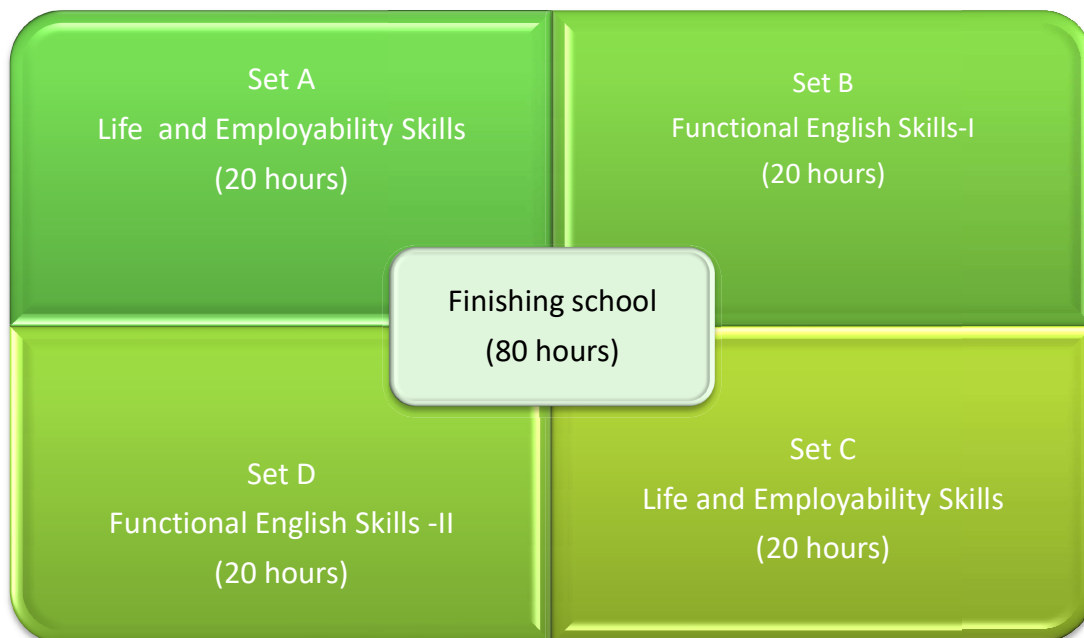 Set A
Life and Employability Skills
(20 hours)
Set B
Functional English Skills-I
(20 hours)
Finishing school
(80 hours)
Set D
Functional English Skills -II
(20 hours)
Set C
Life and Employability Skills
(20 hours)